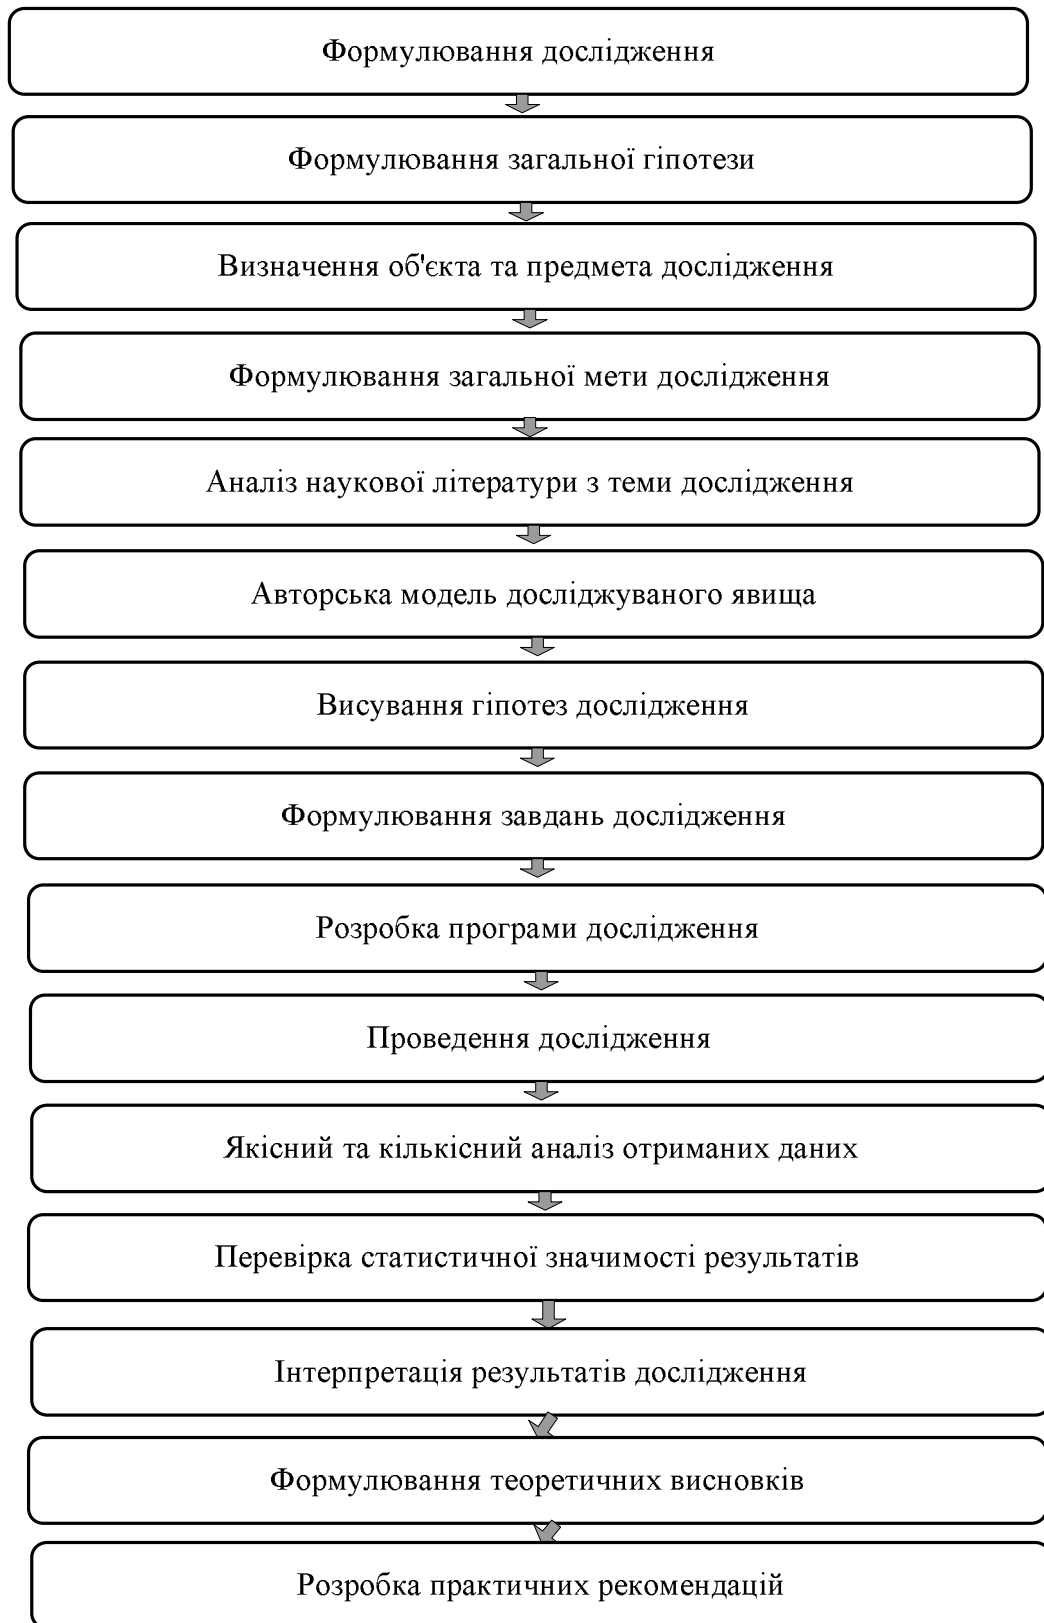 Формулювання дослідження
Формулювання загальної гіпотези
Визначення об'єкта та предмета дослідження
Формулювання загальної мети дослідження
Аналіз наукової літератури з теми дослідження
Авторська модель досліджуваного явища
Висування гіпотез дослідження
Формулювання завдань дослідження
Розробка програми дослідження
Проведення дослідження
Якісний та кількісний аналіз отриманих даних
Перевірка статистичної значимості результатів
Інтерпретація результатів дослідження
Формулювання теоретичних висновків
Розробка практичних рекомендацій